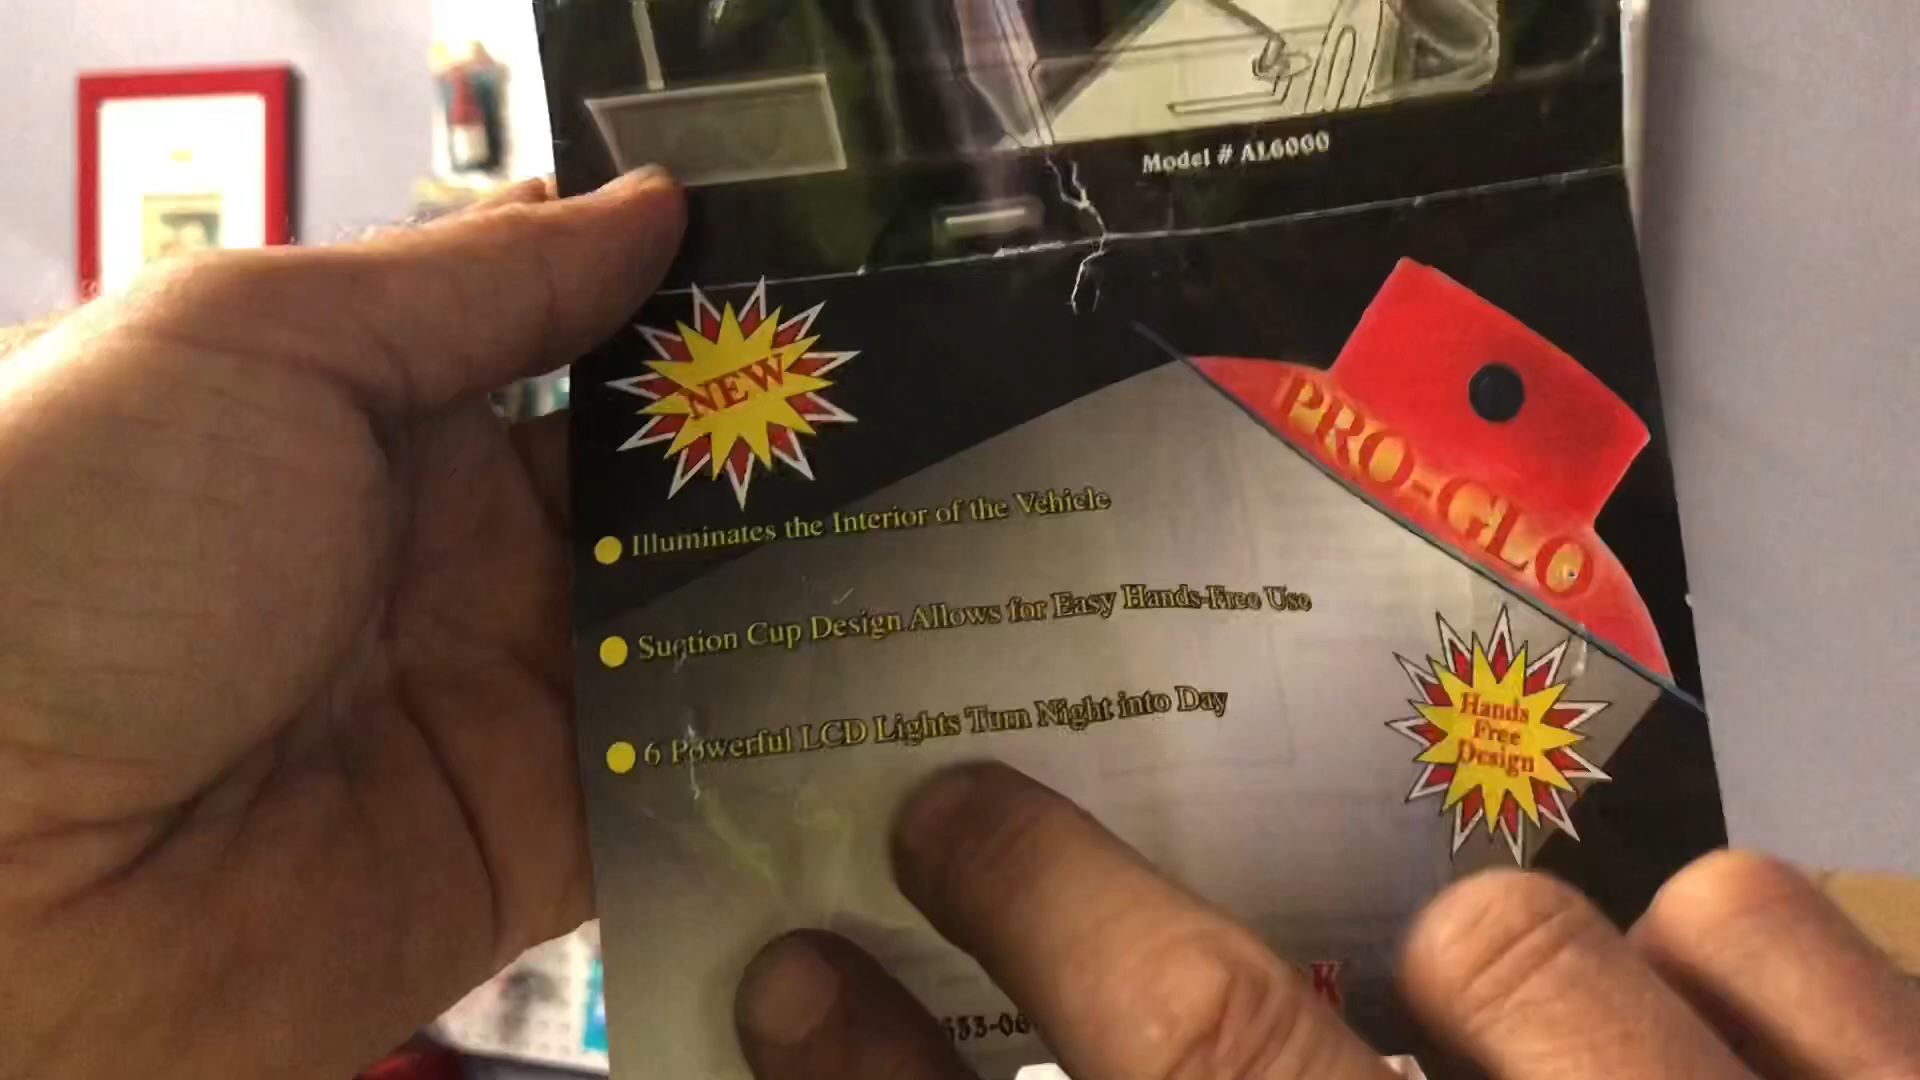 Model # AL6000
NEW
PRO-GLO
Illuminates the Interior of the Vehicle
Suction Cup Design Allows for Easy Hands-Free Use
6 Powerful LCD Lights Turn Night into Day
Hands
Free
Design